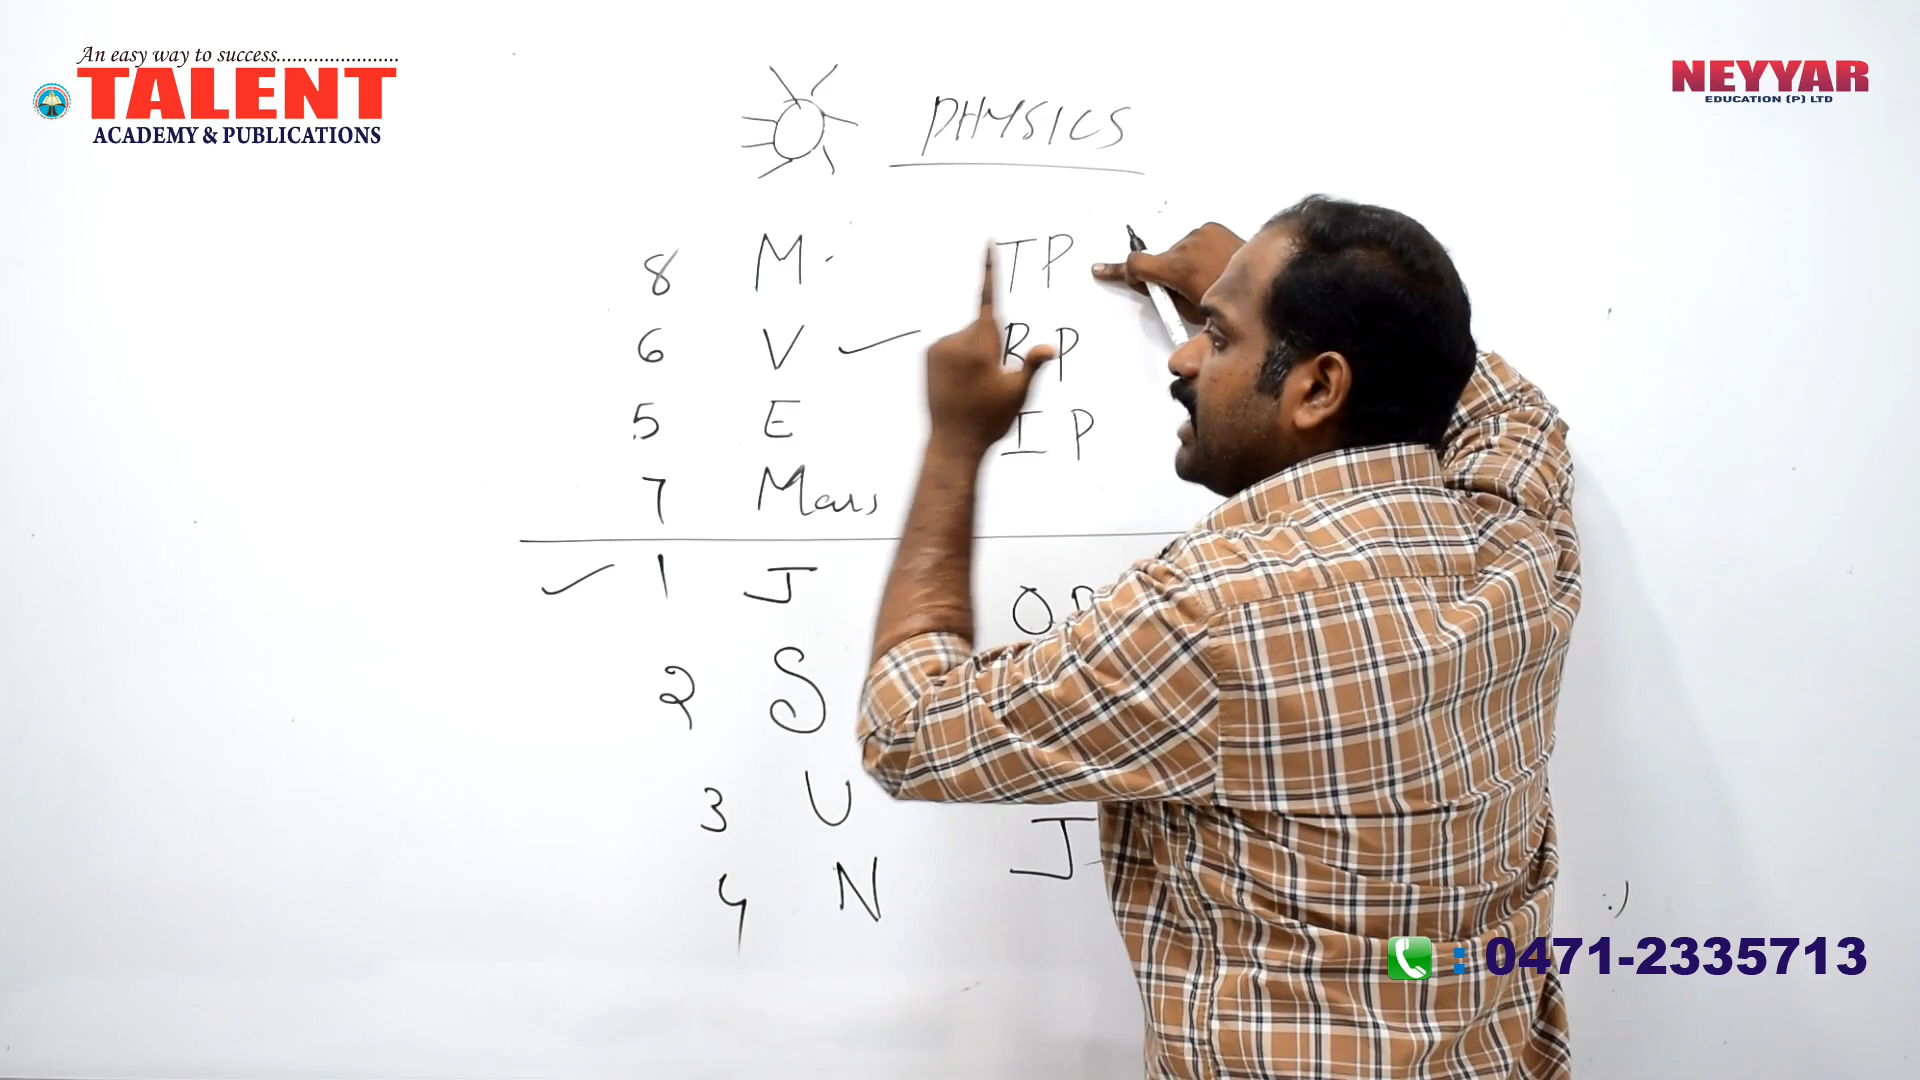 An easy way to success.......................
TALENT
ACADEMY & PUBLICATIONS
NEYYAR
EDUCATION (P) LTD
PHYSICS
8 M TP
6 V BP
5 E IP
7 Mars
1 J O
2 S
3 U J
4 N
: 0471-2335713